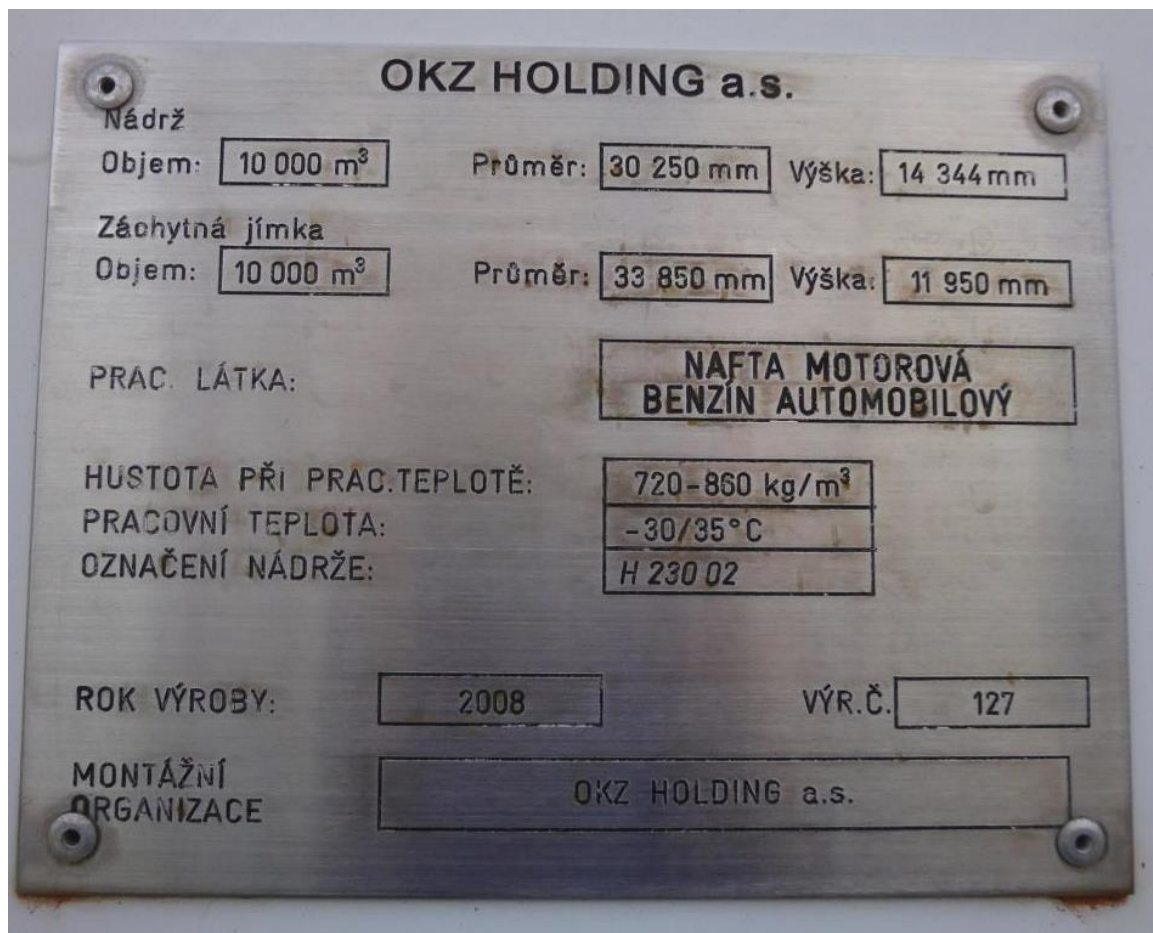 OKZ HOLDING a.s.
Nádrž
Objem: 10 000 m³ Průměr: 30 250 mm Výška: 14 344 mm
Záchytná jímka
Objem: 10 000 m³ Průměr: 33 850 mm Výška: 11 950 mm
PRAC. LÁTKA: NAFTA MOTOROVÁ
BENZÍN AUTOMOBILOVÝ
HUSTOTA PŘI PRAC.TEPLOTĚ: 720-860 kg/m³
PRACOVNÍ TEPLOTA: -30/35°C
OZNAČENÍ NÁDRŽE: H 230 02
ROK VÝROBY: 2008 VÝR.Č. 127
MONTÁŽNÍ
ORGANIZACE OKZ HOLDING a.s.